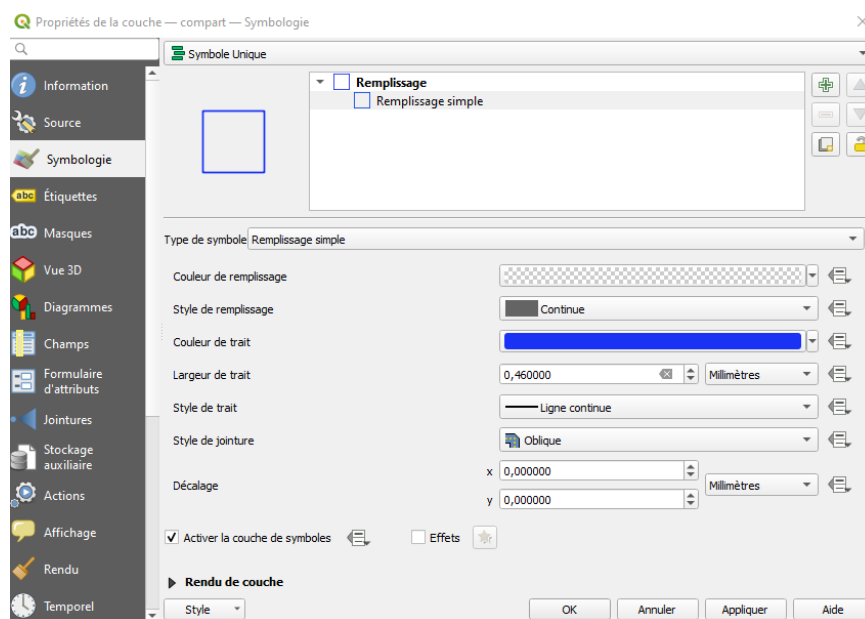 Propriétés de la couche — compart — Symbologie
Symbole Unique
Information
Source
Symbologie
abc Étiquettes
abc Masques
Vue 3D
Diagrammes
Champs
Formulaire
d'attributs
Jointures
Stockage
auxiliaire
Actions
Affichage
Rendu
Temporel
Remplissage
Remplissage simple
Type de symbole Remplissage simple
Couleur de remplissage
Style de remplissage Continue
Couleur de trait
Largeur de trait 0,460000 Millimètres
Style de trait Ligne continue
Style de jointure Oblique
Décalage
x 0,000000
Millimètres
y 0,000000
Activer la couche de symboles Effets
Rendu de couche
Style OK Annuler Appliquer Aide